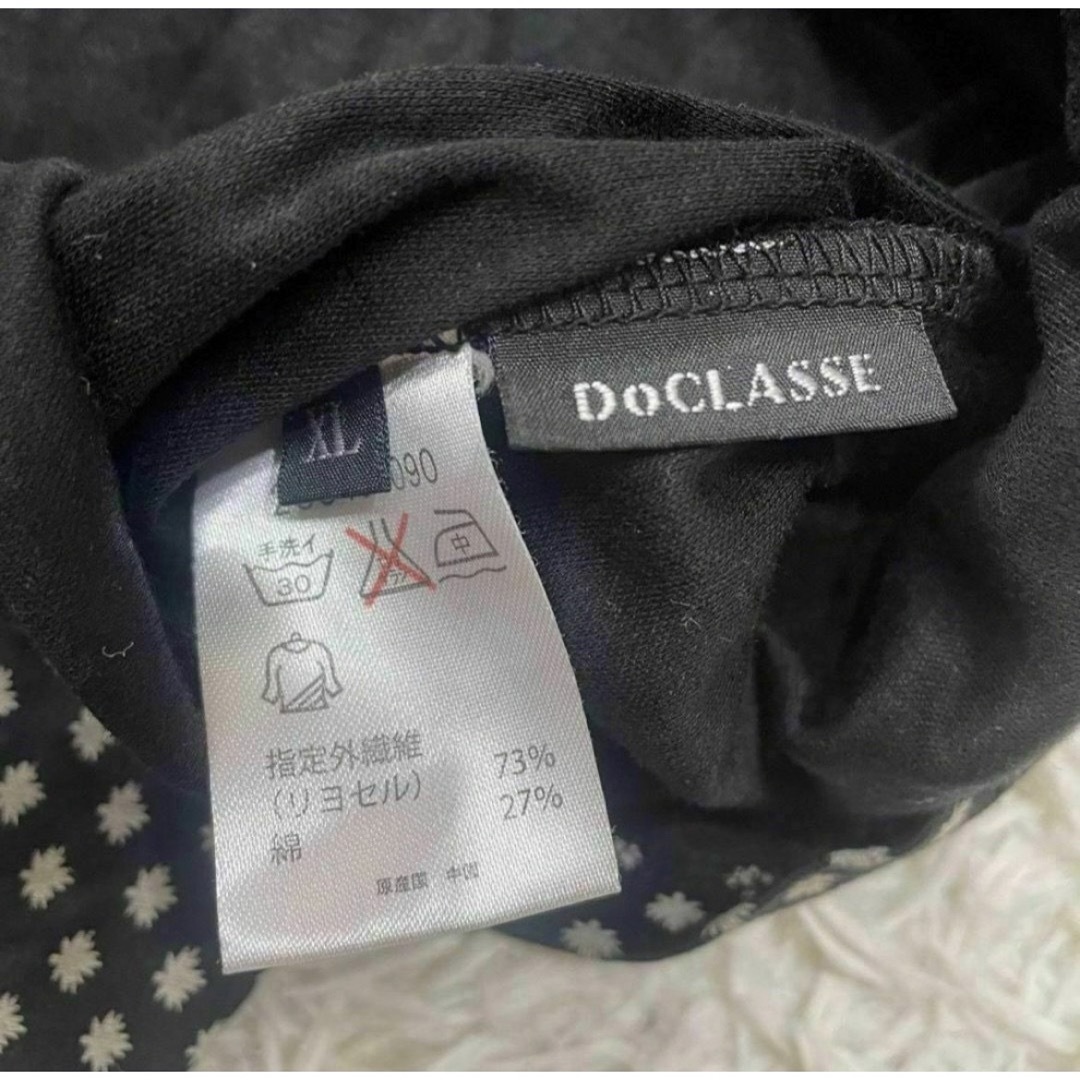 DoCLASSE
XL
090
手洗イ
30
中
指定外繊維 73%
(リヨセル) 27%
綿
原産国 中国